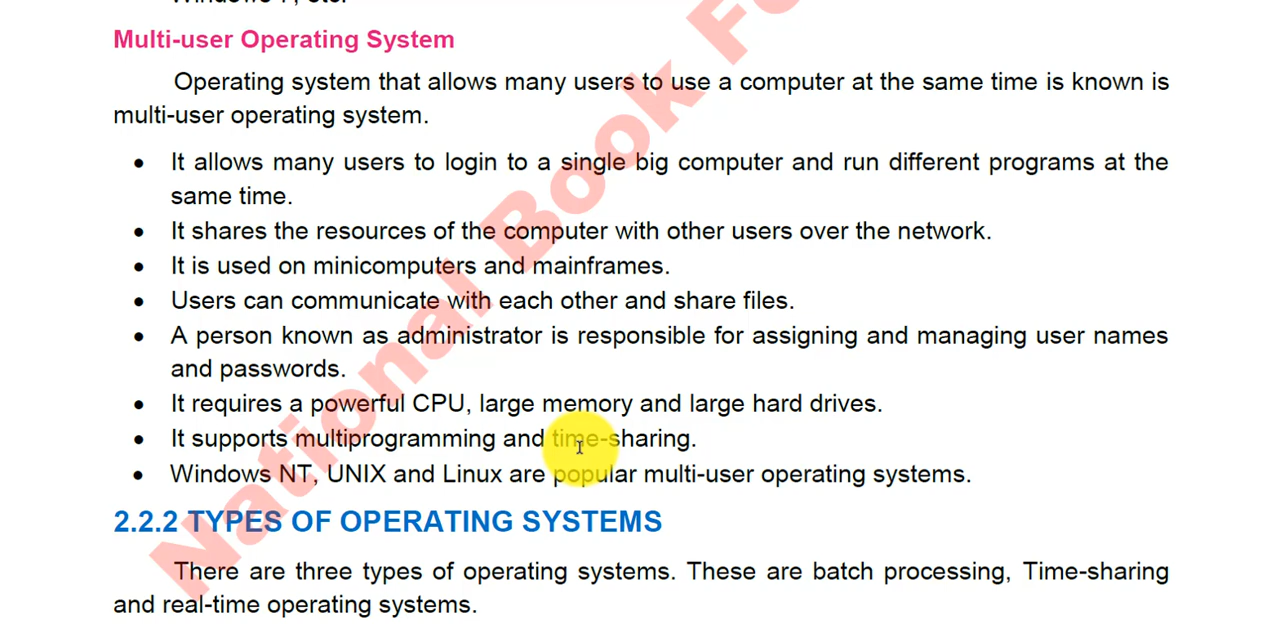 Multi-user Operating System
Operating system that allows many users to use a computer at the same time is known is
multi-user operating system.
• It allows many users to login to a single big computer and run different programs at the
same time.
• It shares the resources of the computer with other users over the network.
• It is used on minicomputers and mainframes.
• Users can communicate with each other and share files.
• A person known as administrator is responsible for assigning and managing user names
and passwords.
• It requires a powerful CPU, large memory and large hard drives.
• It supports multiprogramming and time-sharing.
• Windows NT, UNIX and Linux are popular multi-user operating systems.
2.2.2 TYPES OF OPERATING SYSTEMS
There are three types of operating systems. These are batch processing, Time-sharing
and real-time operating systems.
National Book